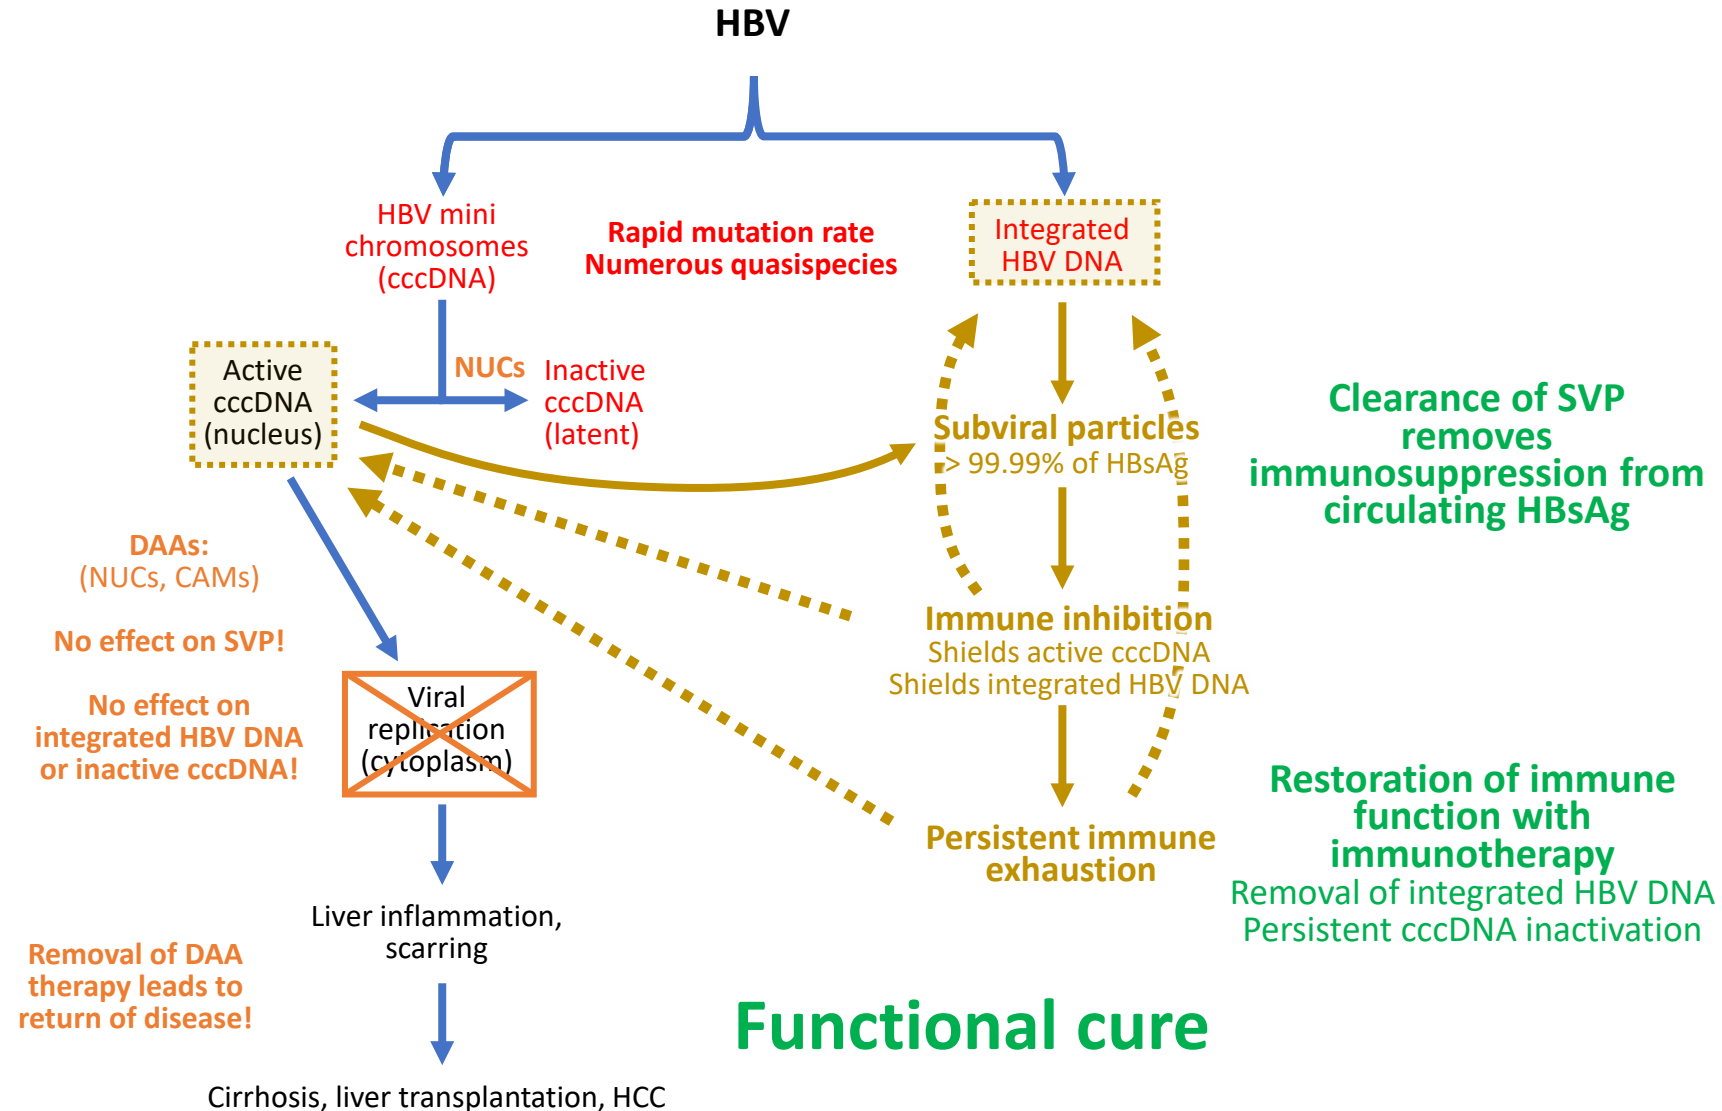 HBV
HBV mini
chromosomes
(cccDNA)
Rapid mutation rate
Numerous quasispecies
Integrated
HBV DNA
Active
cccDNA
(nucleus)
NUCs
Inactive
cccDNA
(latent)
Subviral particles
> 99.99% of HBsAg
Clearance of SVP
removes
immunosuppression from
circulating HBsAg
DAAs:
(NUCs, CAMs)
No effect on SVP!
No effect on
integrated HBV DNA
or inactive cccDNA!
Viral
replication
(cytoplasm)
Immune inhibition
Shields active cccDNA
Shields integrated HBV DNA
Persistent immune
exhaustion
Restoration of immune
function with
immunotherapy
Removal of integrated HBV DNA
Persistent cccDNA inactivation
Liver inflammation,
scarring
Removal of DAA
therapy leads to
return of disease!
Functional cure
Cirrhosis, liver transplantation, HCC